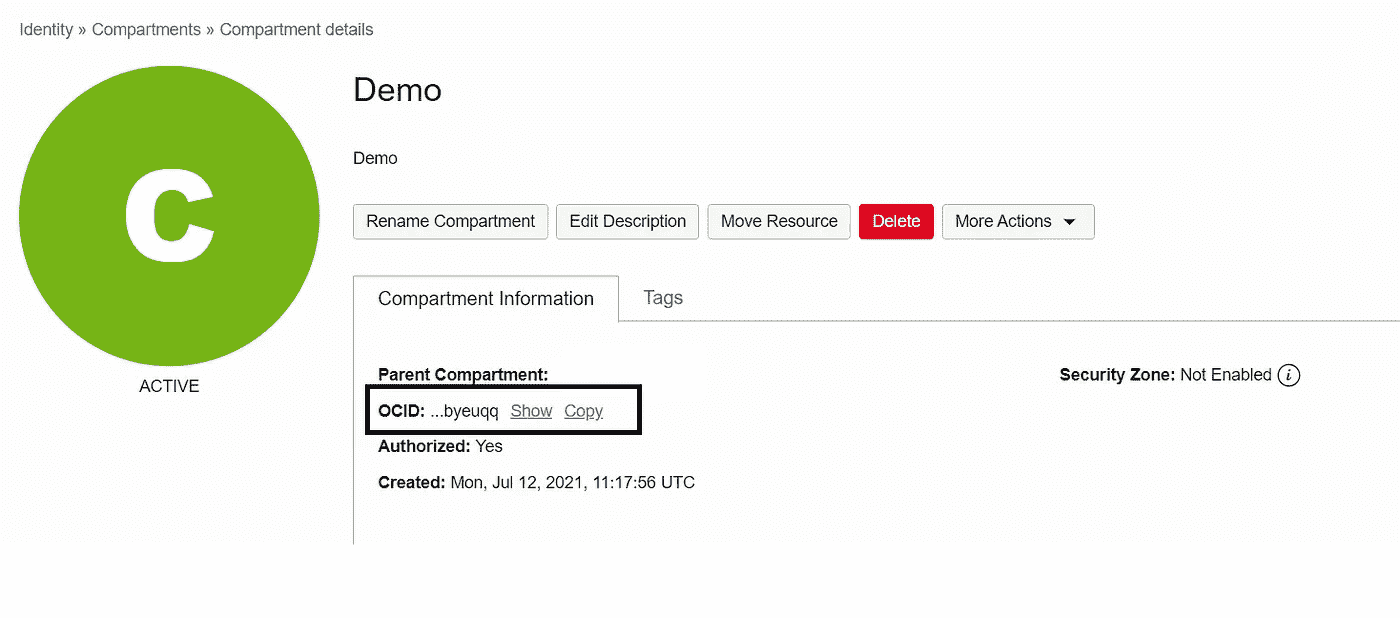 Identity » Compartments » Compartment details
C
ACTIVE
Demo
Demo
Rename Compartment Edit Description Move Resource Delete More Actions
Compartment Information Tags
Parent Compartment:
Security Zone: Not Enabled i
OCID: ...byeuqq Show Copy
Authorized: Yes
Created: Mon, Jul 12, 2021, 11:17:56 UTC